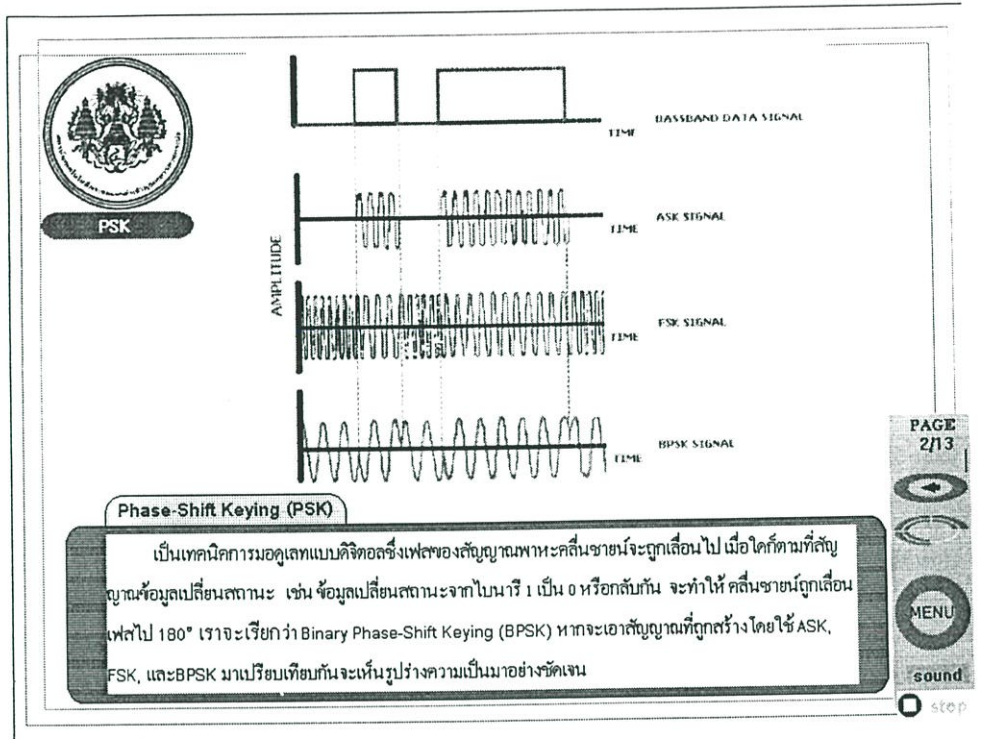 BASSBAND DATA SIGNAL
TIME
PSK
ASK SIGNAL
TIME
AMPLITUDE
FSK SIGNAL
TIME
BPSK SIGNAL
TIME
PAGE
2/13
Phase-Shift Keying (PSK)
เป็นเทคนิคการมอดูเลทแบบดิจิตอลซึ่งเฟสของสัญญาณพาหะคลื่นซายน์จะถูกเลื่อนไป เมื่อใดก็ตามที่สัญ
ญาณข้อมูลเปลี่ยนสถานะ เช่น ข้อมูลเปลี่ยนสถานะจากไบนารี 1 เป็น 0 หรือกลับกัน จะทำให้ คลื่นซายน์ถูกเลื่อน
เฟสไป 180° เราจะเรียกว่า Binary Phase-Shift Keying (BPSK) หากจะเอาสัญญาณที่ถูกสร้างโดยใช้ ASK,
FSK, และBPSK มาเปรียบเทียบกันจะเห็นรูปร่างความเป็นมาอย่างชัดเจน
MENU
sound
stop